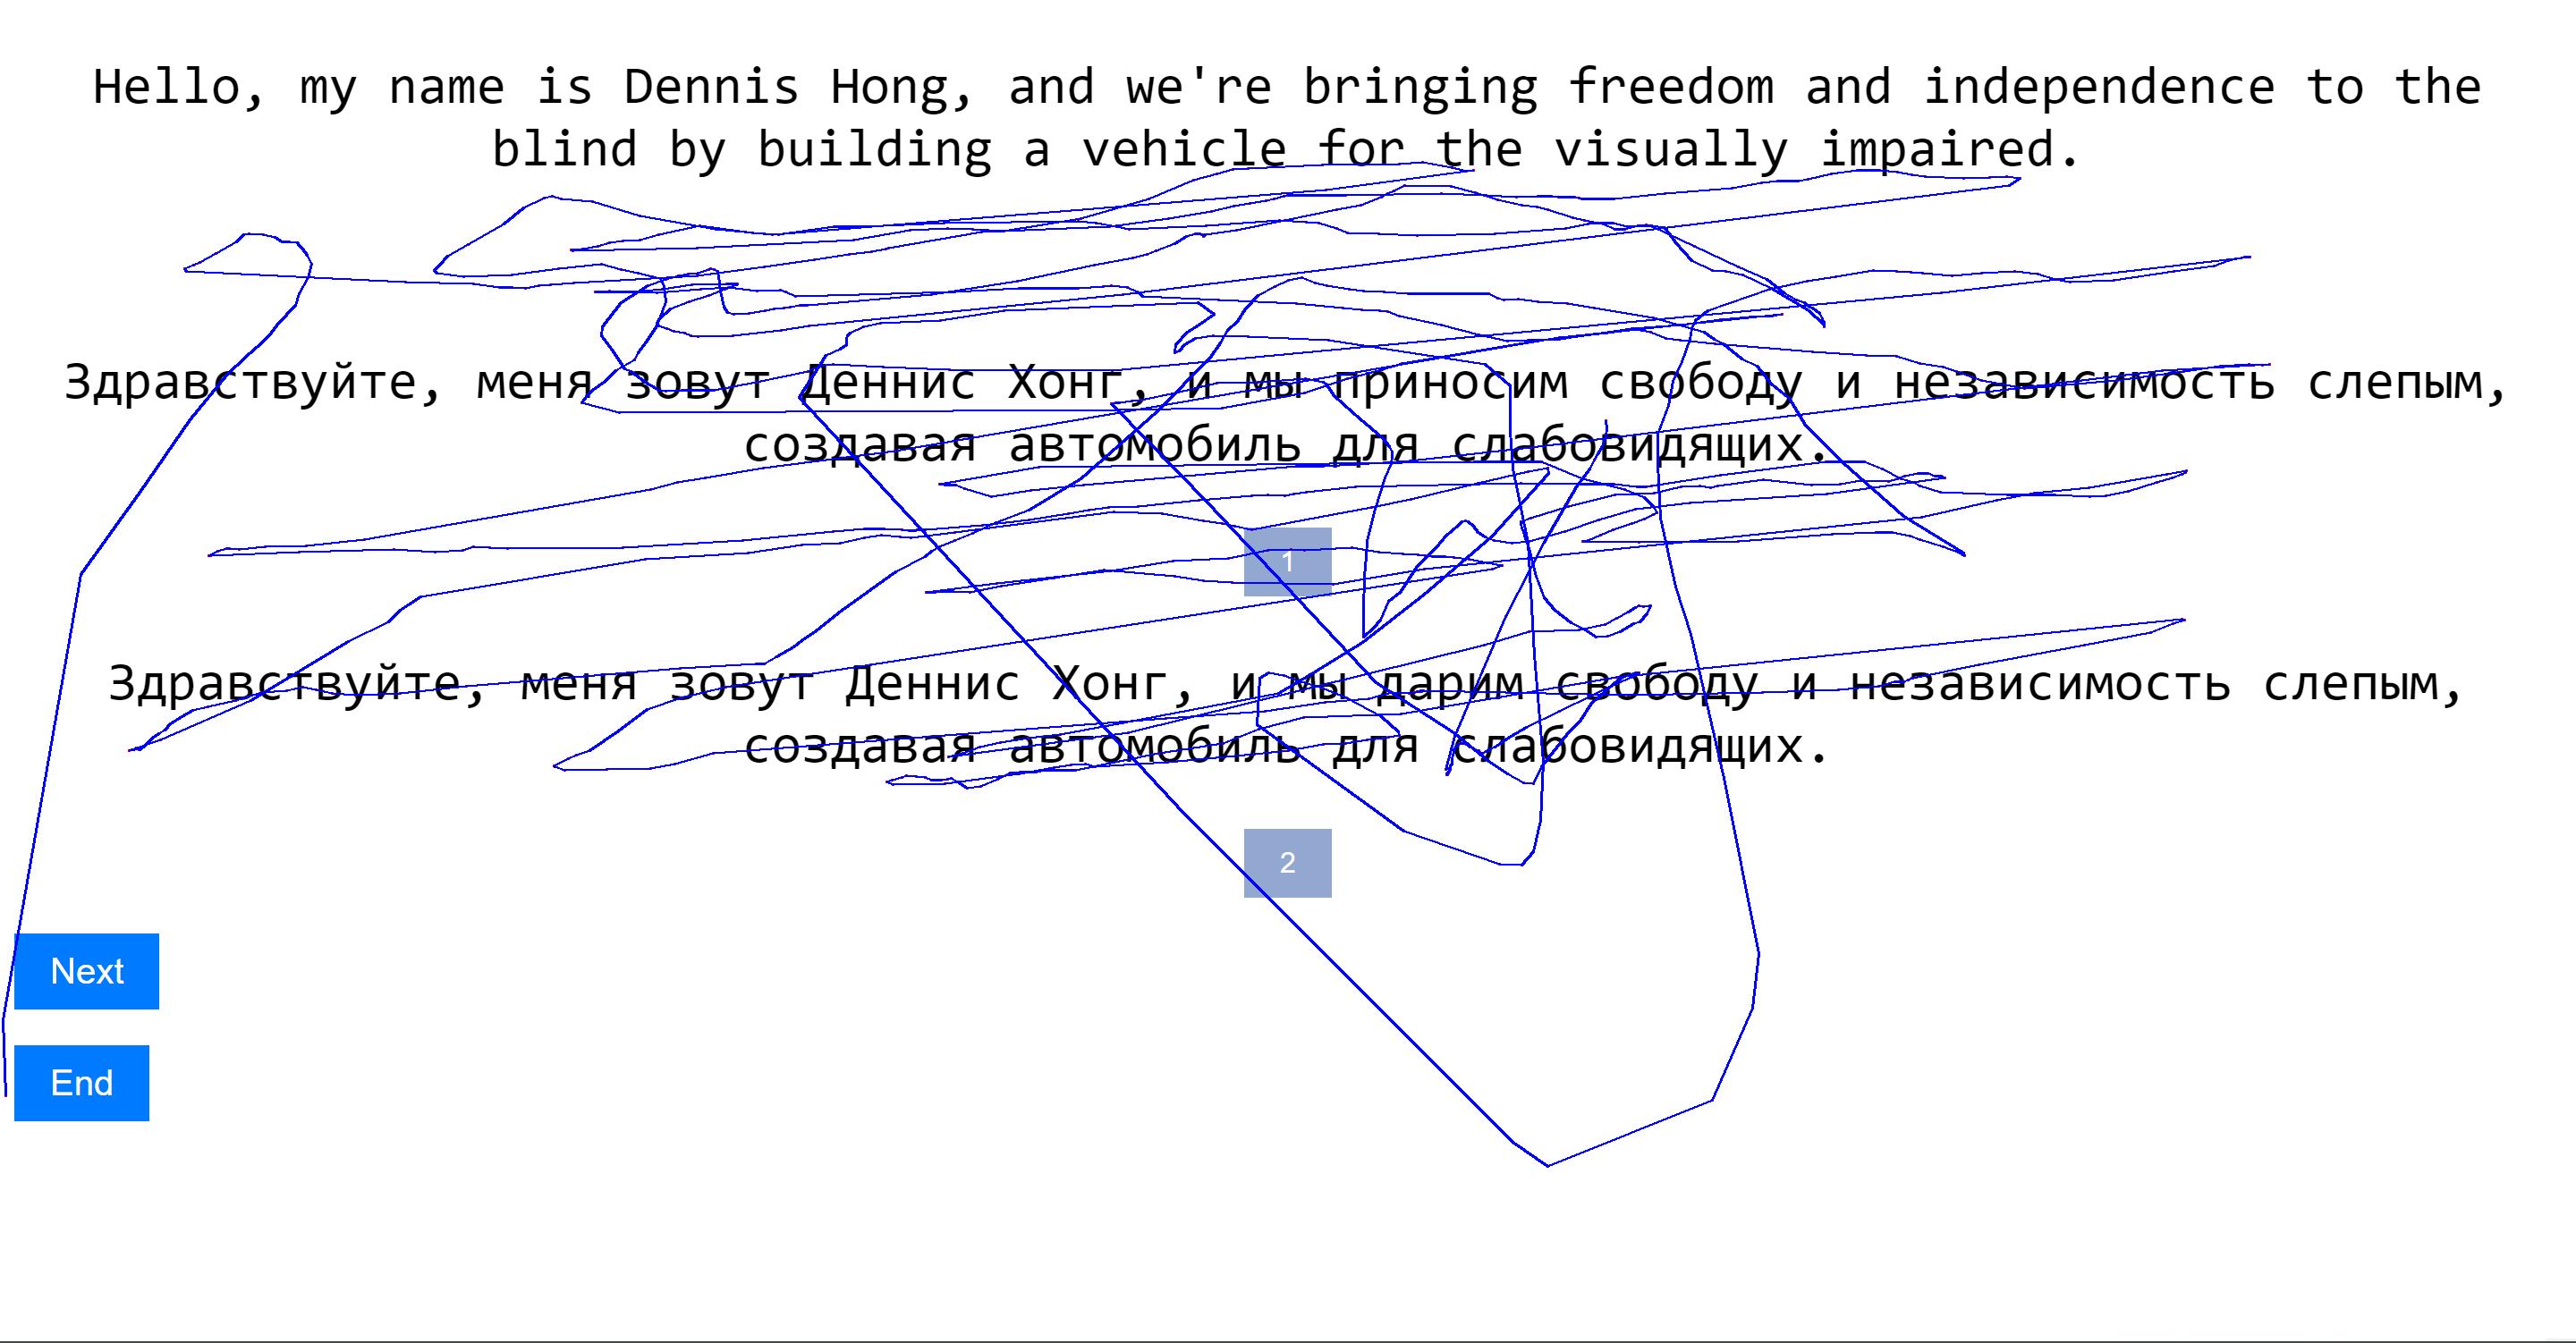 Hello, my name is Dennis Hong, and we're bringing freedom and independence to the
blind by building a vehicle for the visually impaired.
Здравствуйте, меня зовут Деннис Хонг, и мы приносим свободу и независимость слепым,
создавая автомобиль для слабовидящих.
1
Здравствуйте, меня зовут Деннис Хонг, и мы дарим свободу и независимость слепым,
создавая автомобиль для слабовидящих.
2
Next
End